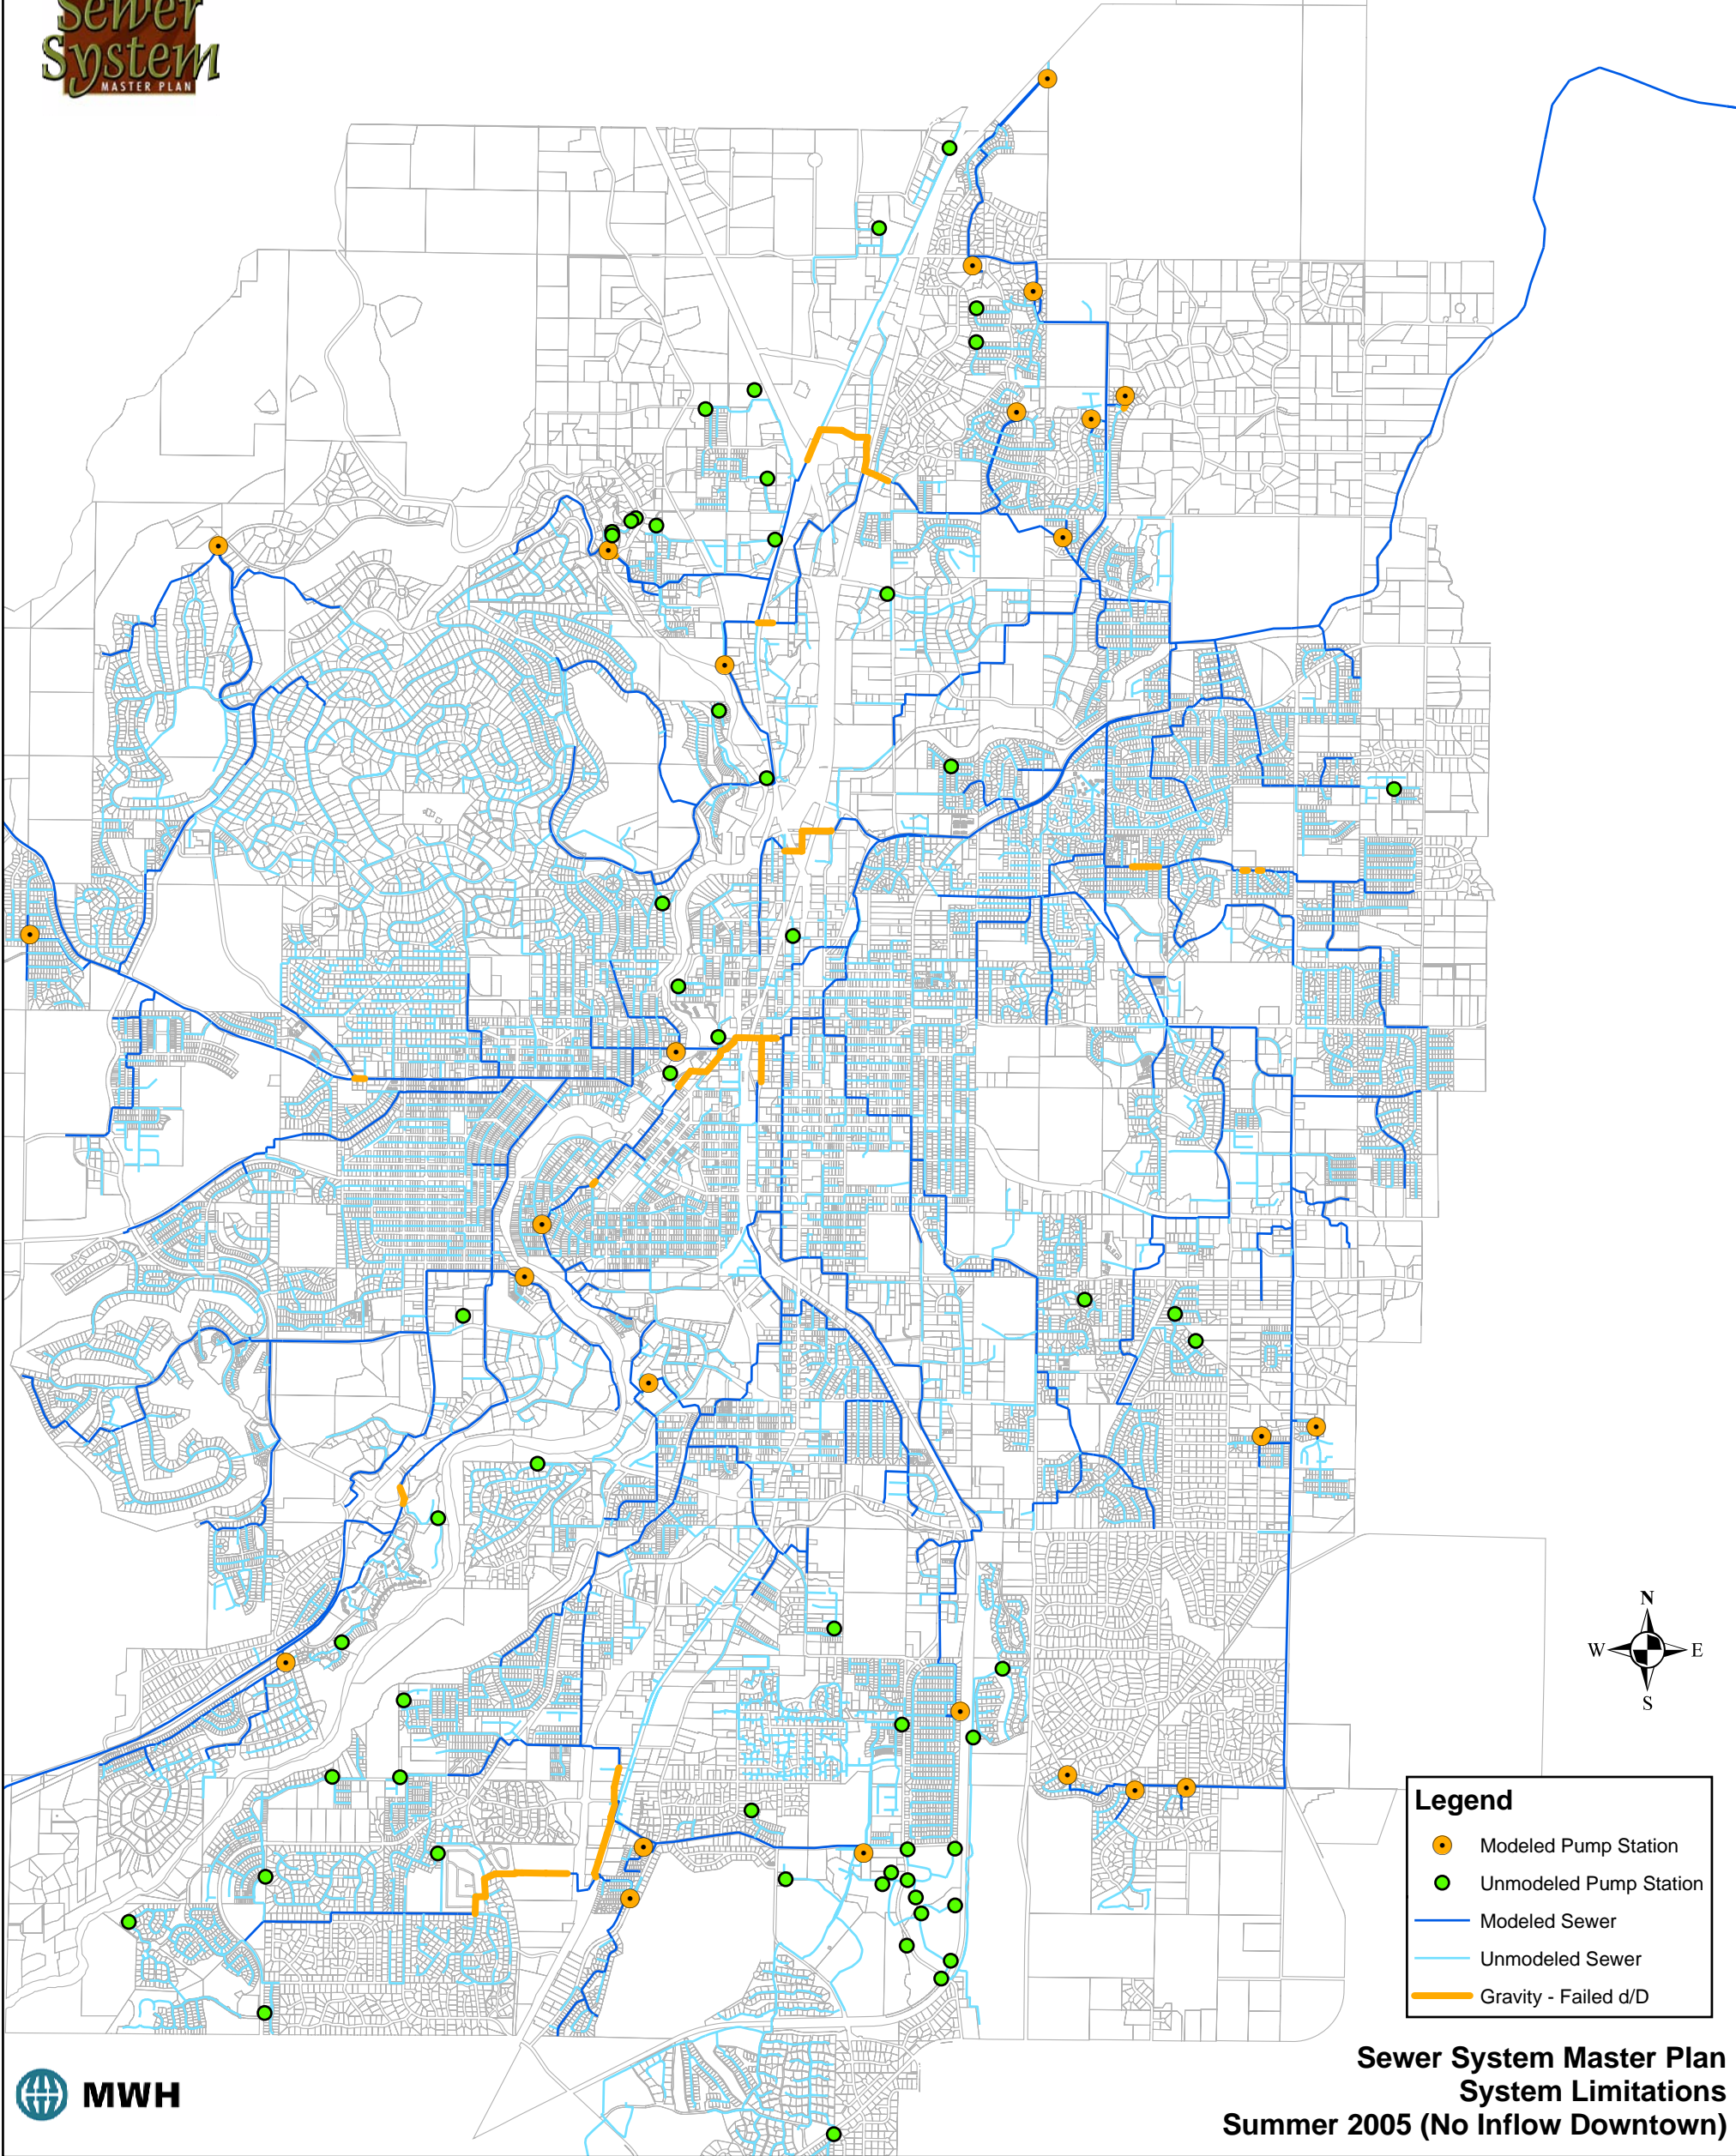 Sewer
System
MASTER PLAN
N
W E
S
Legend
Modeled Pump Station
Unmodeled Pump Station
Modeled Sewer
Unmodeled Sewer
Gravity - Failed d/D
MWH
Sewer System Master Plan
System Limitations
Summer 2005 (No Inflow Downtown)